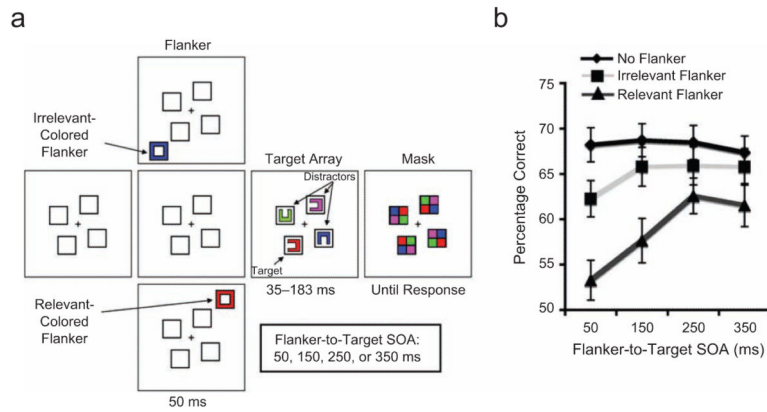 a
Flanker
Irrelevant-
Colored
Flanker
Target Array
Distractors
Target
35–183 ms
Mask
Until Response
Relevant-
Colored
Flanker
50 ms
Flanker-to-Target SOA:
50, 150, 250, or 350 ms
b
No Flanker
Irrelevant Flanker
Relevant Flanker
Percentage Correct
75
70
65
60
55
50
50 150 250 350
Flanker-to-Target SOA (ms)